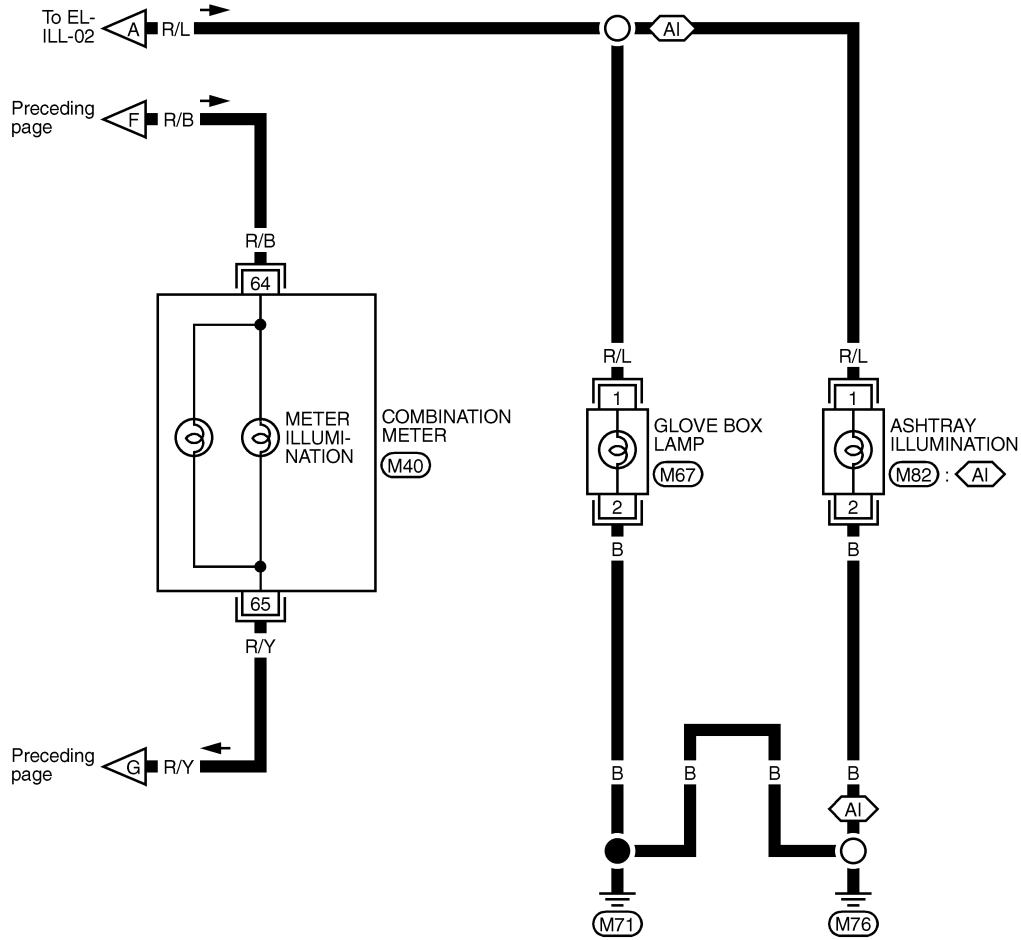 To EL-
ILL-02
A
R/L
AI
Preceding
page
F
R/B
R/B
64
METER
ILLUMI-
NATION
COMBINATION
METER
M40
65
R/Y
Preceding
page
G
R/Y
R/L
1
GLOVE BOX
LAMP
M67
2
B
B
B
M71
R/L
1
ASHTRAY
ILLUMINATION
M82 : AI
2
B
B
B
AI
M76